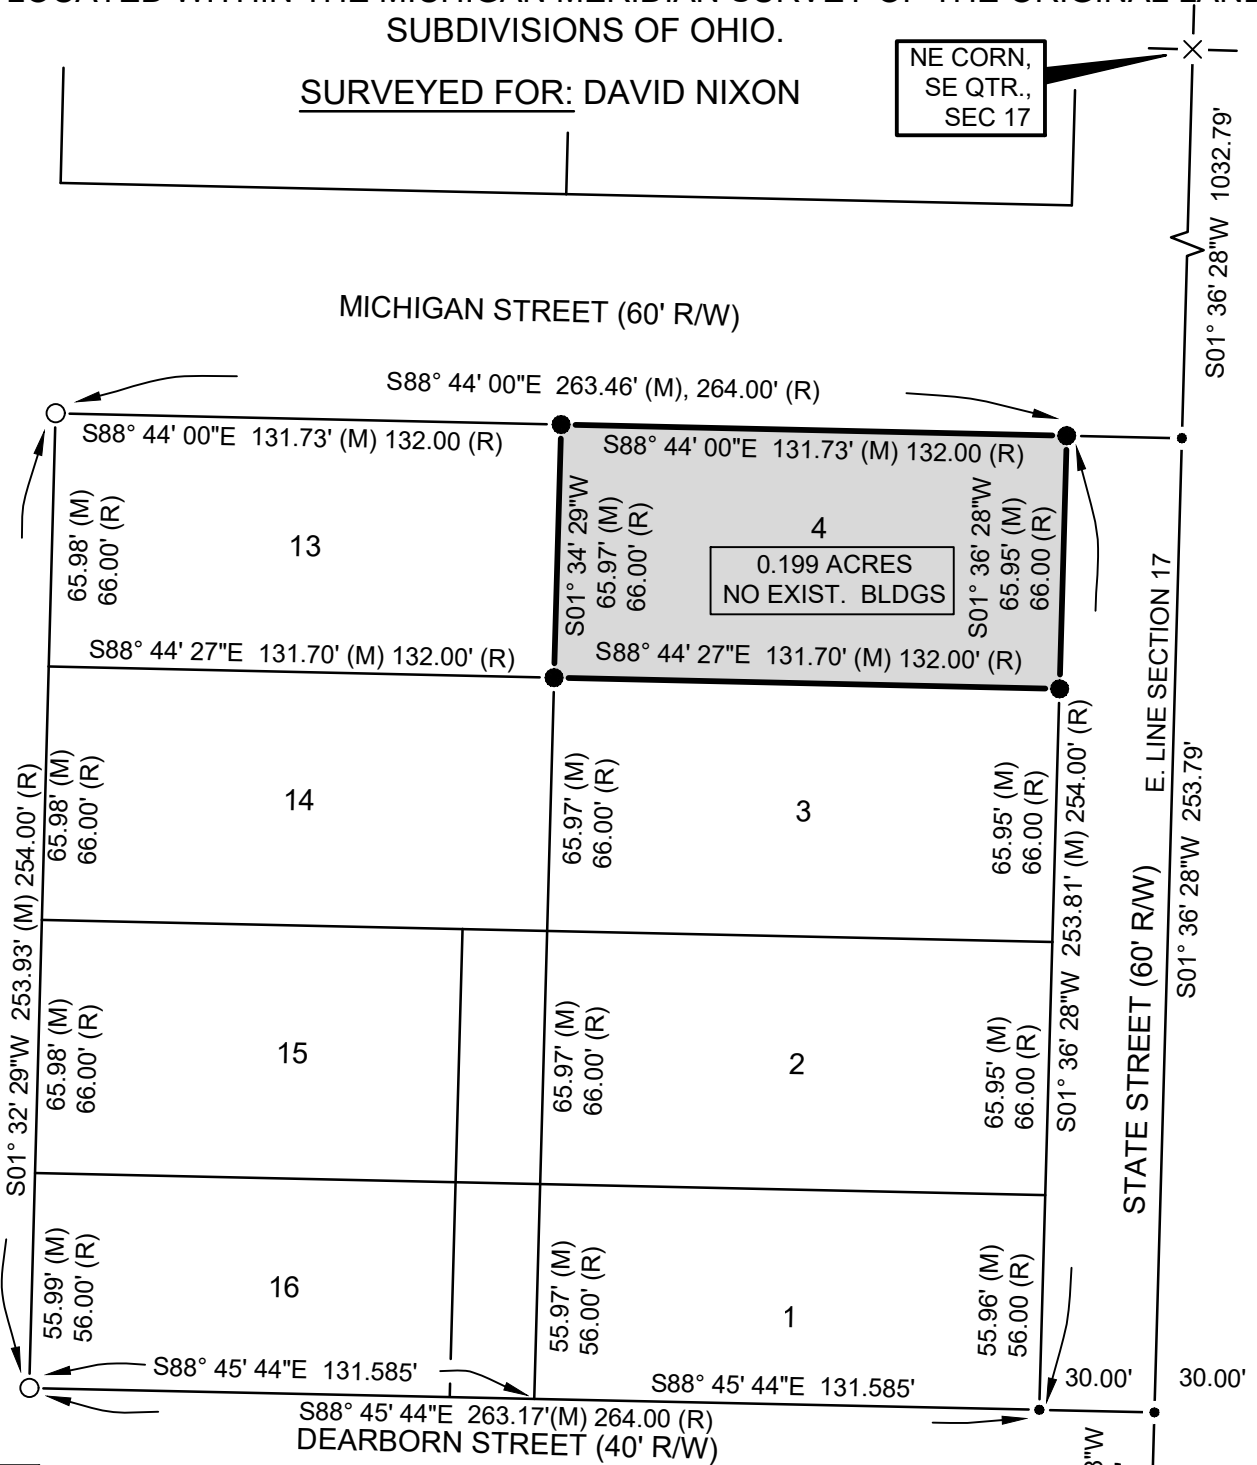 LOCATED WITHIN THE MICHIGAN MERIDIAN SURVEY OF THE ORIGINAL LAND
SUBDIVISIONS OF OHIO.
SURVEYED FOR: DAVID NIXON
NE CORN,
SE QTR.,
SEC 17
S01° 36' 28"W 1032.79'
MICHIGAN STREET (60' R/W)
S88° 44' 00"E 263.46' (M), 264.00' (R)
S88° 44' 00"E 131.73' (M) 132.00 (R)
S88° 44' 00"E 131.73' (M) 132.00 (R)
65.98' (M)
66.00' (R)
13
S01° 34' 29"W
65.97' (M)
66.00' (R)
4
0.199 ACRES
NO EXIST. BLDGS
S01° 36' 28"W
65.95' (M)
66.00 (R)
S88° 44' 27"E 131.70' (M) 132.00' (R)
S88° 44' 27"E 131.70' (M) 132.00' (R)
E. LINE SECTION 17
S01° 32' 29"W 253.93' (M) 254.00' (R)
65.98' (M)
66.00' (R)
14
65.97' (M)
66.00' (R)
3
65.95' (M)
66.00 (R)
S01° 36' 28"W 253.81' (M) 254.00' (R)
STATE STREET (60' R/W)
S01° 36' 28"W 253.79'
65.98' (M)
66.00' (R)
15
65.97' (M)
66.00' (R)
2
65.95' (M)
66.00 (R)
55.99' (M)
56.00' (R)
16
55.97' (M)
56.00' (R)
1
55.96' (M)
56.00 (R)
S88° 45' 44"E 131.585'
S88° 45' 44"E 131.585'
30.00'
30.00'
S88° 45' 44"E 263.17'(M) 264.00 (R)
DEARBORN STREET (40' R/W)